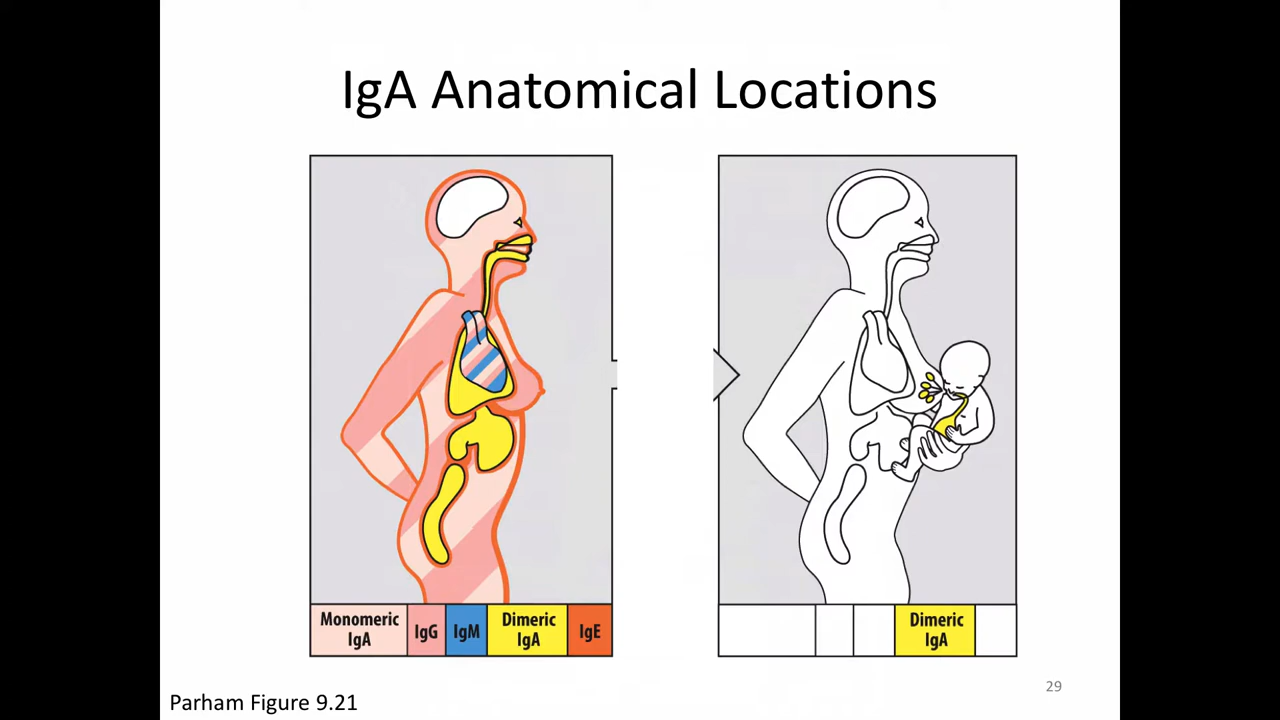 IgA Anatomical Locations
Monomeric
IgA
IgG
IgM
Dimeric
IgA
IgE
Dimeric
IgA
29
Parham Figure 9.21